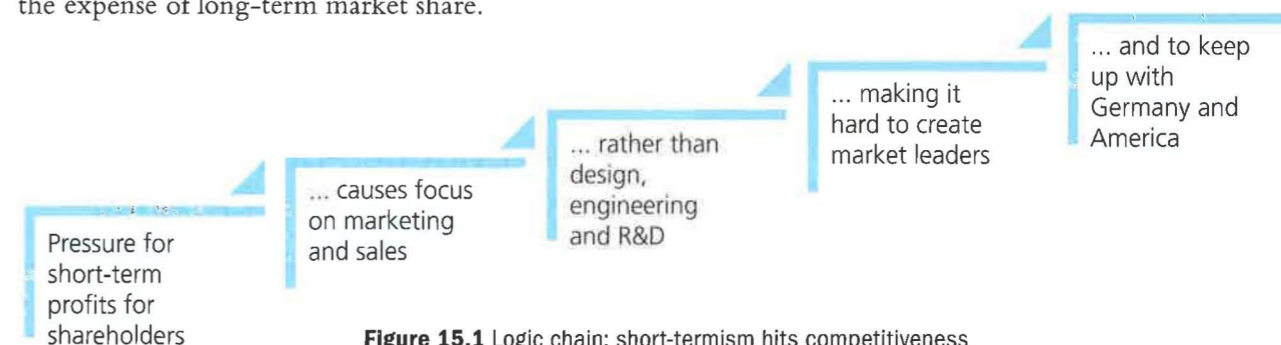 the expense of long-term market share.
Pressure for
short-term
profits for
shareholders
... causes focus
on marketing
and sales
... rather than
design,
engineering
and R&D
... making it
hard to create
market leaders
... and to keep
up with
Germany and
America
Figure 15.1 Logic chain: short-termism hits competitiveness